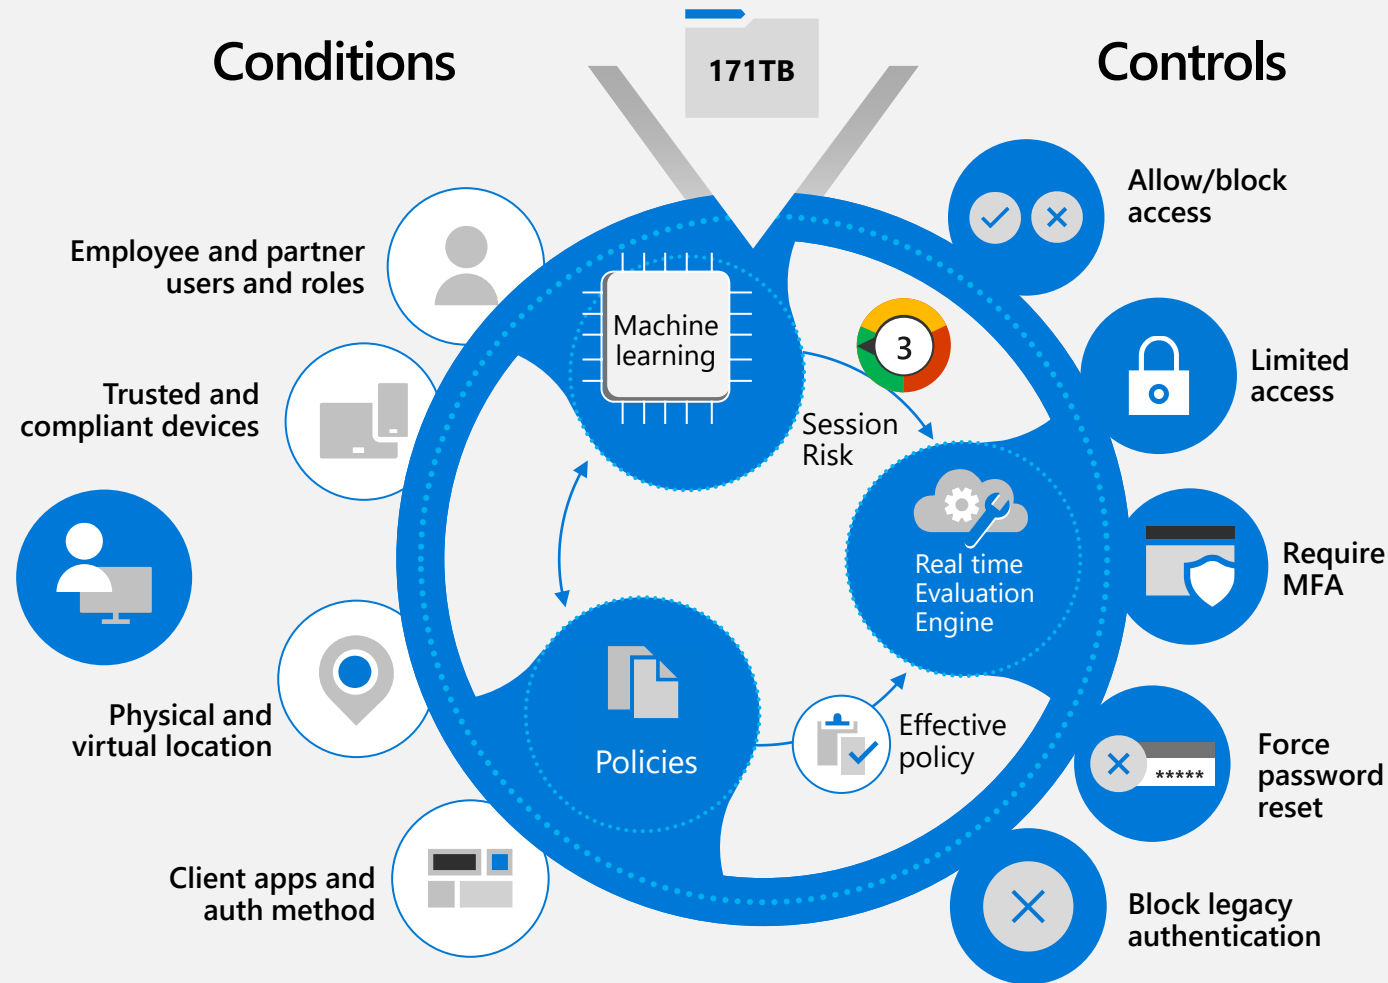 Conditions
171TB
Controls
Employee and partner
users and roles
Trusted and
compliant devices
Physical and
virtual location
Client apps and
auth method
Machine
learning
3
Session
Risk
Real time
Evaluation
Engine
Policies
Effective
policy
Allow/block
access
Limited
access
Require
MFA
Force
password
reset
*****
Block legacy
authentication